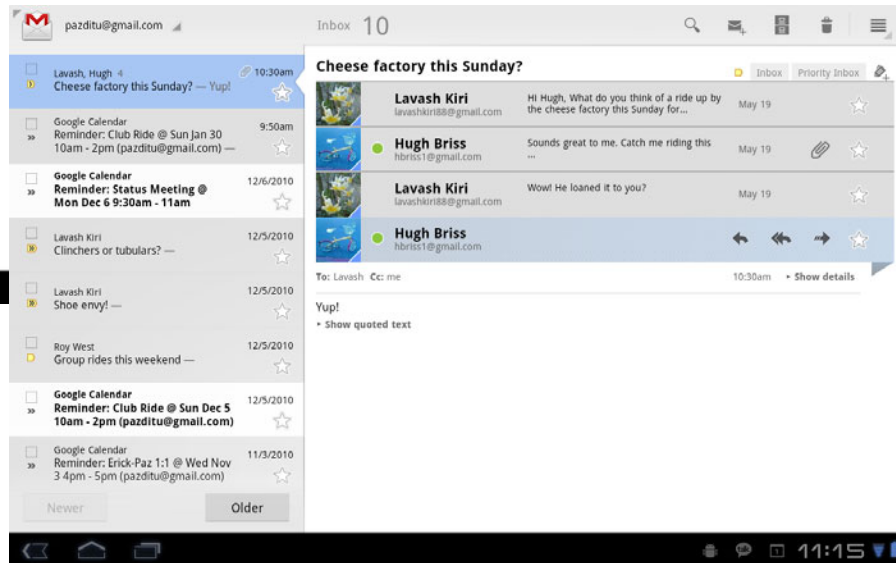 pazditu@gmail.com
Inbox 10
Lavash, Hugh 4
10:30am
Cheese factory this Sunday? — Yup!
Google Calendar
9:50am
Reminder: Club Ride @ Sun Jan 30
10am - 2pm (pazditu@gmail.com) —
Google Calendar
12/6/2010
Reminder: Status Meeting @
Mon Dec 6 9:30am - 11am
Lavash Kiri
12/5/2010
Clinchers or tubulars? —
Lavash Kiri
12/5/2010
Shoe envy! —
Roy West
12/5/2010
Group rides this weekend —
Google Calendar
12/5/2010
Reminder: Club Ride @ Sun Dec 5
10am - 2pm (pazditu@gmail.com)
Google Calendar
11/3/2010
Reminder: Erick-Paz 1:1 @ Wed Nov
3 4pm - 5pm (pazditu@gmail.com)
Newer
Older
Cheese factory this Sunday?
Inbox
Priority Inbox
Lavash Kiri
lavashkiri88@gmail.com
Hi Hugh, What do you think of a ride up by
the cheese factory this Sunday for...
May 19
Hugh Briss
hbriss1@gmail.com
Sounds great to me. Catch me riding this
...
May 19
Lavash Kiri
lavashkiri88@gmail.com
Wow! He loaned it to you?
May 19
Hugh Briss
hbriss1@gmail.com
To: Lavash Cc: me
10:30am
Show details
Yup!
Show quoted text
1
11:15